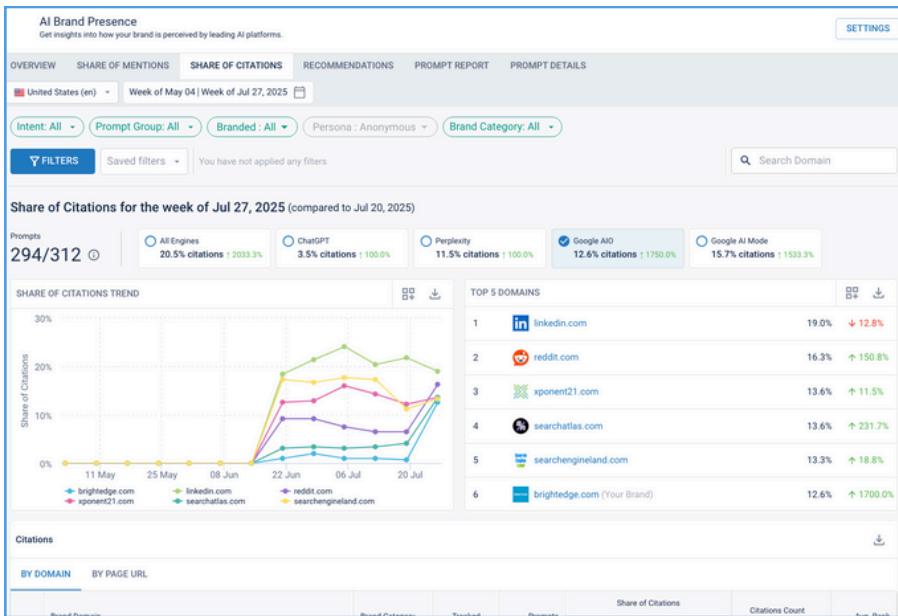 AI Brand Presence
Get insights into how your brand is perceived by leading AI platforms.
SETTINGS
OVERVIEW SHARE OF MENTIONS SHARE OF CITATIONS RECOMMENDATIONS PROMPT REPORT PROMPT DETAILS
United States (en) Week of May 04 | Week of Jul 27, 2025
Intent: All Prompt Group: All Branded : All Persona : Anonymous Brand Category: All
FILTERS Saved filters You have not applied any filters Search Domain
Share of Citations for the week of Jul 27, 2025 (compared to Jul 20, 2025)
Prompts
294/312
All Engines
20.5% citations ↑ 2033.3%
ChatGPT
3.5% citations ↑ 100.0%
Perplexity
11.5% citations ↑ 100.0%
Google AIO
12.6% citations ↑ 1750.0%
Google AI Mode
15.7% citations ↑ 1533.3%
SHARE OF CITATIONS TREND
Share of Citations
30%
20%
10%
0%
11 May 25 May 08 Jun 22 Jun 06 Jul 20 Jul
brightedge.com linkedin.com reddit.com
xponent21.com searchatlas.com searchengineland.com
TOP 5 DOMAINS
1 linkedin.com 19.0% ↓ 12.8%
2 reddit.com 16.3% ↑ 150.8%
3 xponent21.com 13.6% ↑ 11.5%
4 searchatlas.com 13.6% ↑ 231.7%
5 searchengineland.com 13.3% ↑ 18.8%
6 brightedge.com (Your Brand) 12.6% ↑ 1700.0%
Citations
BY DOMAIN BY PAGE URL
Share of Citations
Brand Domain Brand Category Tracked Prompts Citations Count Avg. Rank